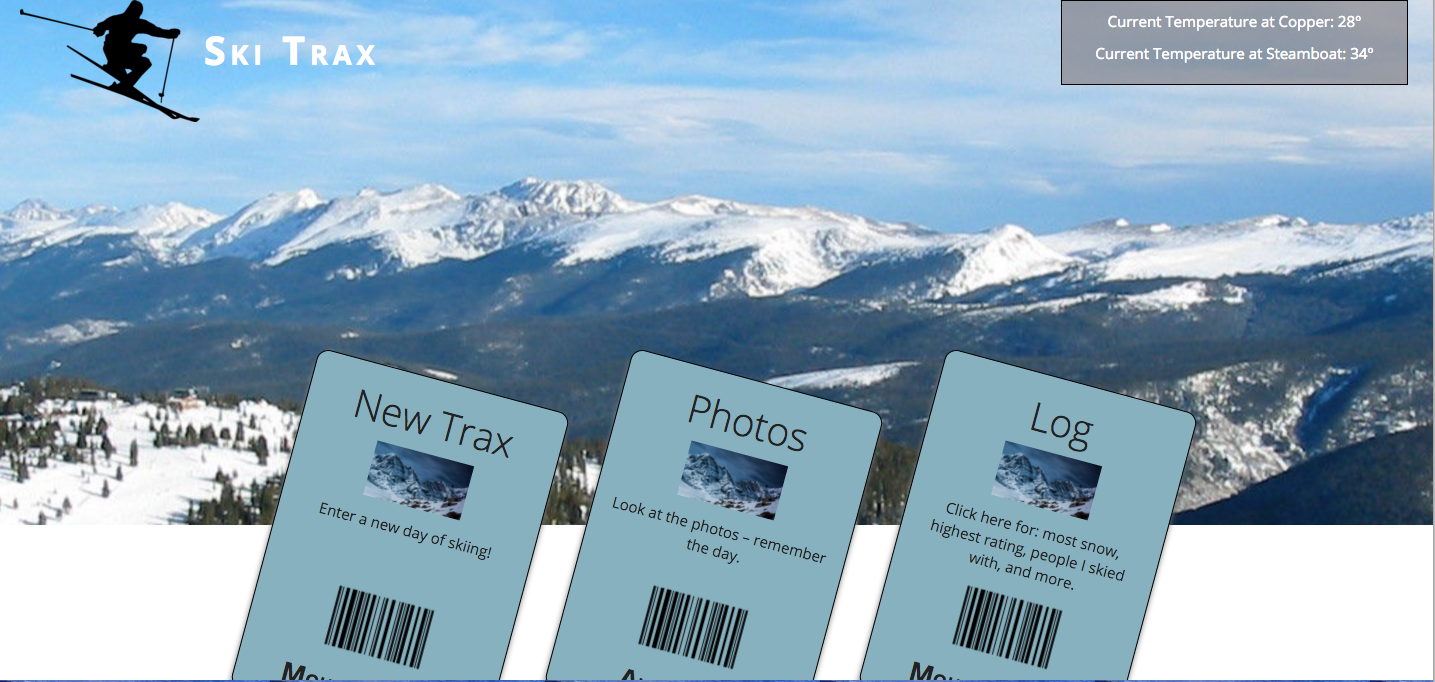 Ski Trax
Current Temperature at Copper: 28°
Current Temperature at Steamboat: 34°
New Trax
Enter a new day of skiing!
Photos
Look at the photos – remember
the day.
Log
Click here for: most snow,
highest rating, people I skied
with, and more.